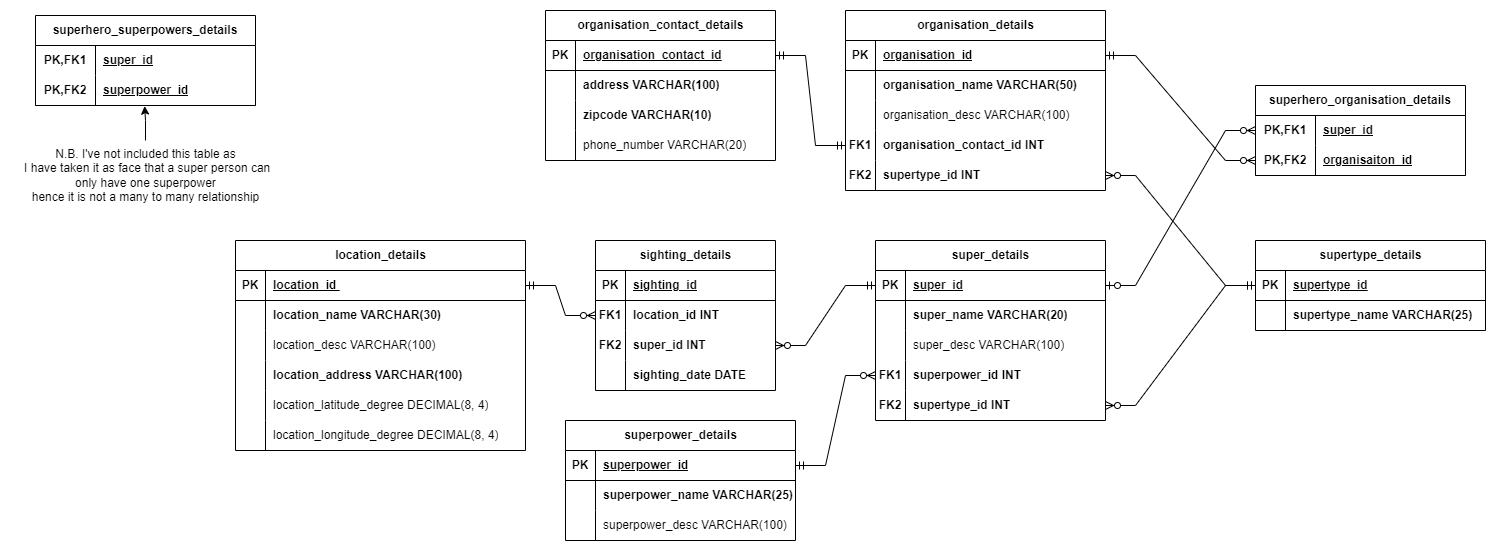 superhero_superpowers_details
PK,FK1 super_id
PK,FK2 superpower_id
N.B. I've not included this table as
I have taken it as face that a super person can
only have one superpower
hence it is not a many to many relationship
organisation_contact_details
PK organisation_contact_id
address VARCHAR(100)
zipcode VARCHAR(10)
phone_number VARCHAR(20)
organisation_details
PK organisation_id
organisation_name VARCHAR(50)
organisation_desc VARCHAR(100)
FK1 organisation_contact_id INT
FK2 supertype_id INT
superhero_organisation_details
PK,FK1 super_id
PK,FK2 organisaiton_id
location_details
PK location_id
location_name VARCHAR(30)
location_desc VARCHAR(100)
location_address VARCHAR(100)
location_latitude_degree DECIMAL(8, 4)
location_longitude_degree DECIMAL(8, 4)
sighting_details
PK sighting_id
FK1 location_id INT
FK2 super_id INT
sighting_date DATE
super_details
PK super_id
super_name VARCHAR(20)
super_desc VARCHAR(100)
FK1 superpower_id INT
FK2 supertype_id INT
supertype_details
PK supertype_id
supertype_name VARCHAR(25)
superpower_details
PK superpower_id
superpower_name VARCHAR(25)
superpower_desc VARCHAR(100)